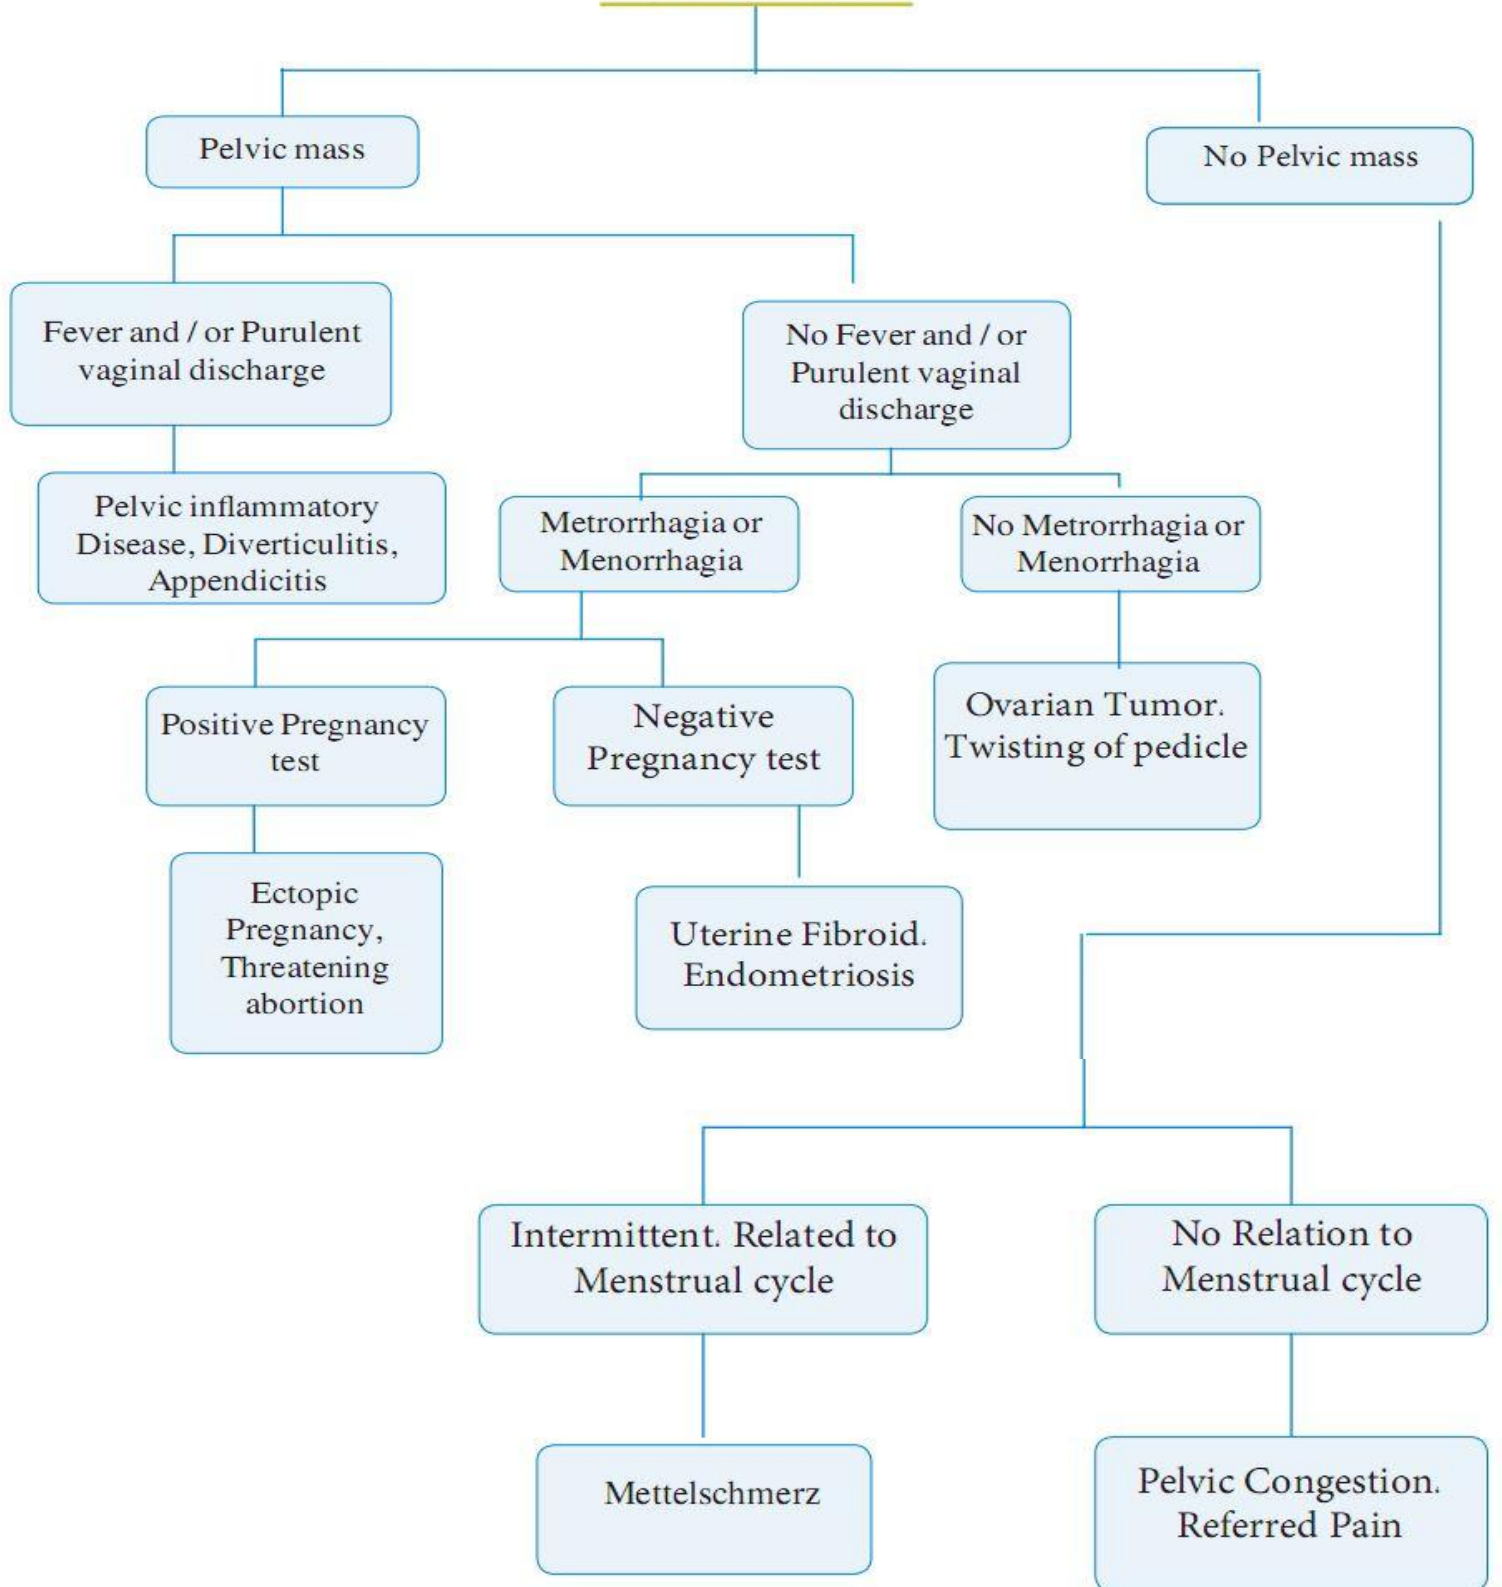 Pelvic mass
No Pelvic mass
Fever and / or Purulent
vaginal discharge
No Fever and / or
Purulent vaginal
discharge
Pelvic inflammatory
Disease, Diverticulitis,
Appendicitis
Metrorrhagia or
Menorrhagia
No Metrorrhagia or
Menorrhagia
Positive Pregnancy
test
Negative
Pregnancy test
Ovarian Tumor.
Twisting of pedicle
Ectopic
Pregnancy,
Threatening
abortion
Uterine Fibroid.
Endometriosis
Intermittent. Related to
Menstrual cycle
No Relation to
Menstrual cycle
Mettelschmerz
Pelvic Congestion.
Referred Pain